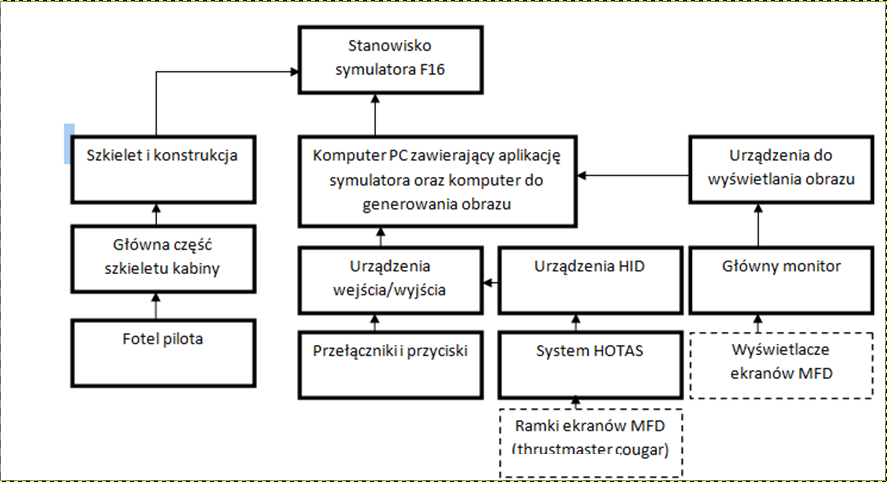 Stanowisko
symulatora F16
Szkielet i konstrukcja
Komputer PC zawierający aplikację
symulatora oraz komputer do
generowania obrazu
Urządzenia do
wyświetlania obrazu
Główna część
szkieletu kabiny
Urządzenia
wejścia/wyjścia
Urządzenia HID
Główny monitor
Fotel pilota
Przełączniki i przyciski
System HOTAS
Wyświetlacze
ekranów MFD
Ramki ekranów MFD
(thrustmaster cougar)